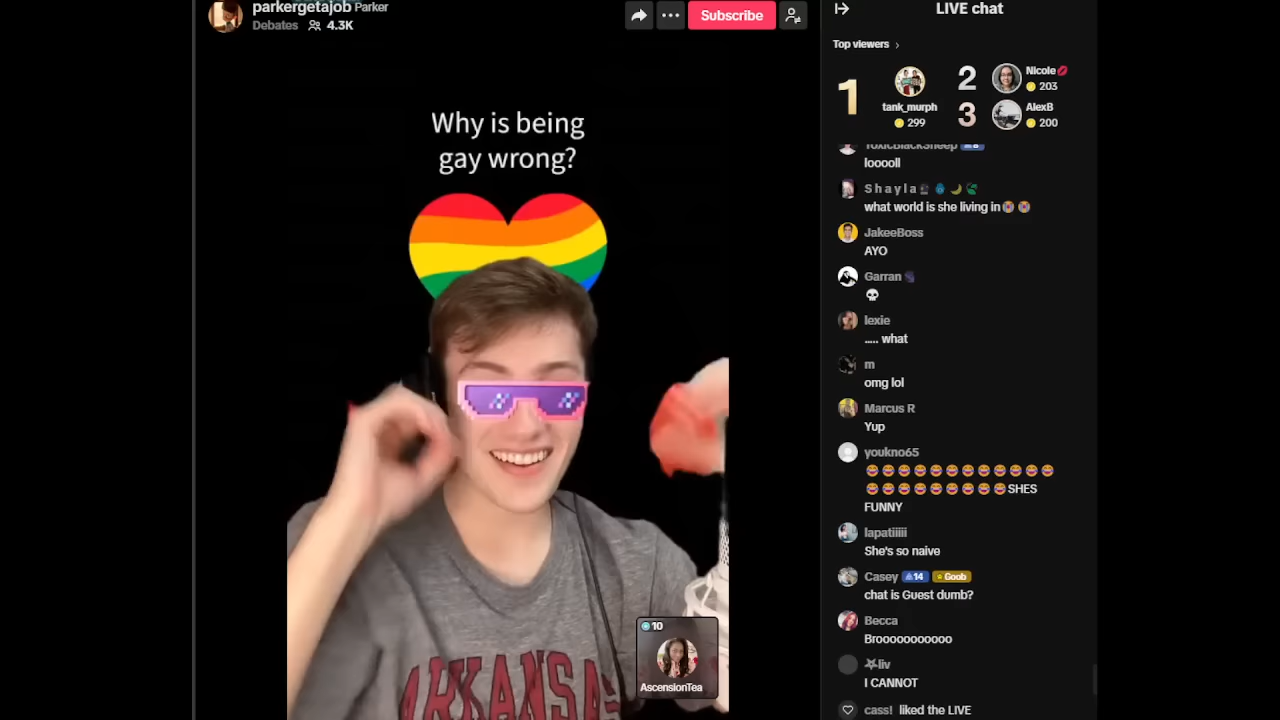 parkergetajob Parker
Debates 4.3K
Subscribe
Why is being
gay wrong?
ARKANSAS
10
AscensionTea
LIVE chat
Top viewers
1
tank_murph
299
2
Nicole
203
3
AlexB
200
ToxicBlackSheep
looooll
Shayla
what world is she living in
JakeeBoss
AYO
Garran
lexie
..... what
m
omg lol
Marcus R
Yup
youkno65
SHES
FUNNY
lapatiiiii
She's so naive
Casey 14 Goob
chat is Guest dumb?
Becca
Brooooooooooo
liv
I CANNOT
cass! liked the LIVE